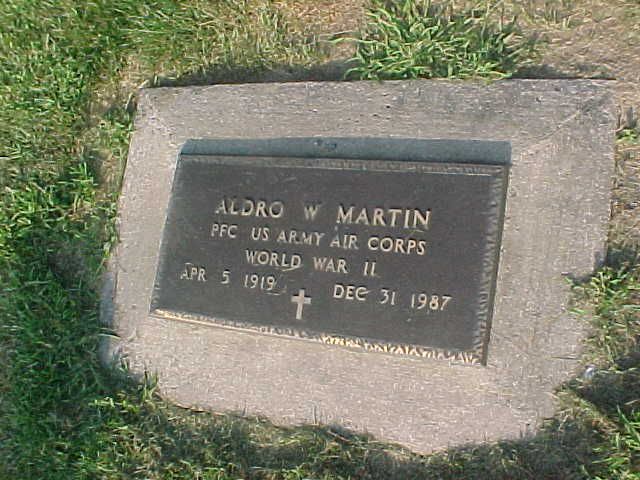 ALDRO W MARTIN
PFC US ARMY AIR CORPS
WORLD WAR II
APR 5 1919 DEC 31 1987